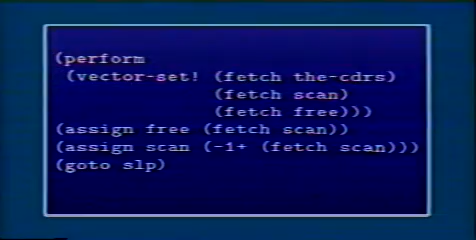 (perform
(vector-set! (fetch the-cdrs)
(fetch scan)
(fetch free)))
(assign free (fetch scan))
(assign scan (-1+ (fetch scan)))
(goto slp)